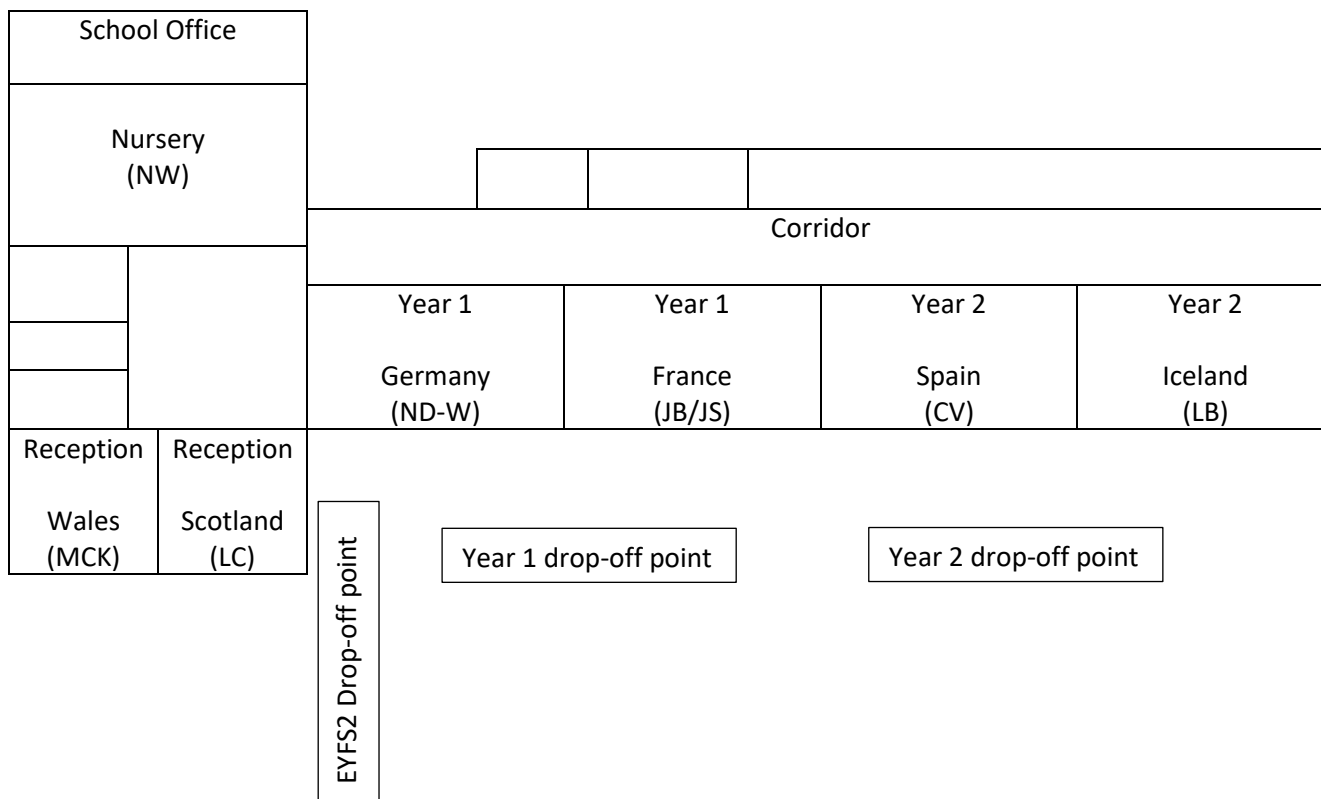 School Office
Nursery
(NW)
Corridor
Year 1
Germany
(ND-W)
Year 1
France
(JB/JS)
Year 2
Spain
(CV)
Year 2
Iceland
(LB)
Reception
Wales
(MCK)
Reception
Scotland
(LC)
EYFS2 Drop-off point
Year 1 drop-off point
Year 2 drop-off point